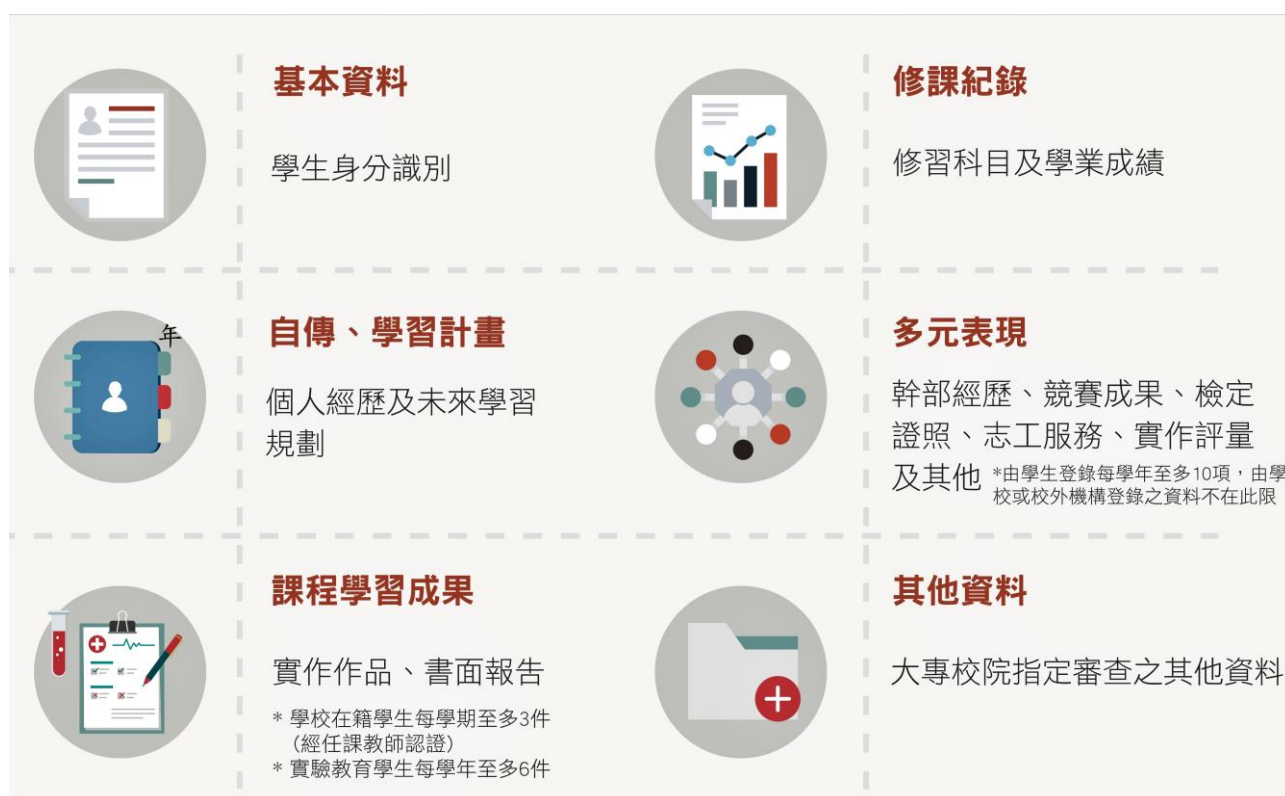 基本資料
學生身分識別
修課紀錄
修習科目及學業成績
年
自傳、學習計畫
個人經歷及未來學習
規劃
多元表現
幹部經歷、競賽成果、檢定
證照、志工服務、實作評量
及其他 *由學生登錄每學年至多10項，由學
校或校外機構登錄之資料不在此限
課程學習成果
實作作品、書面報告
* 學校在籍學生每學期至多3件
（經任課教師認證）
* 實驗教育學生每學年至多6件
其他資料
大專校院指定審查之其他資料